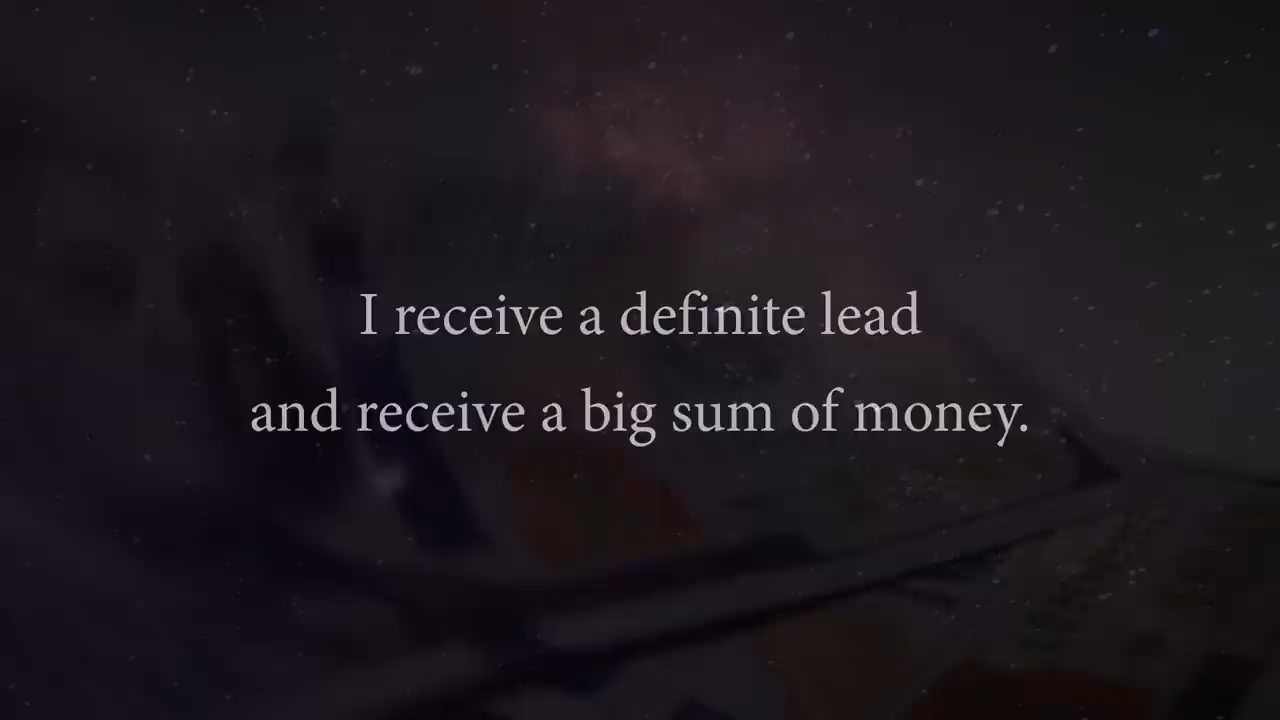 I receive a definite lead
and receive a big sum of money.